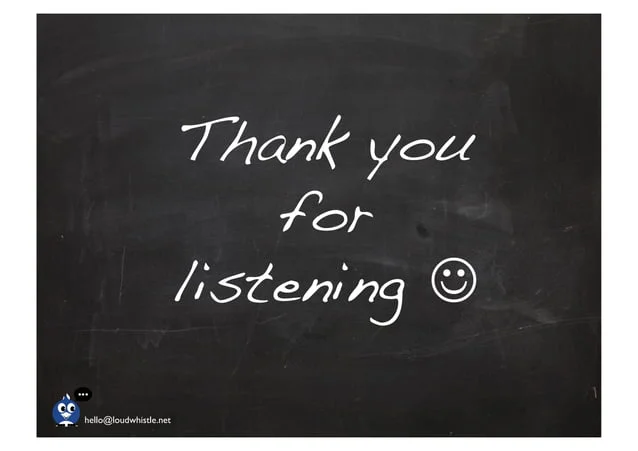 Thank you
for
listening ☺
hello@loudwhistle.net